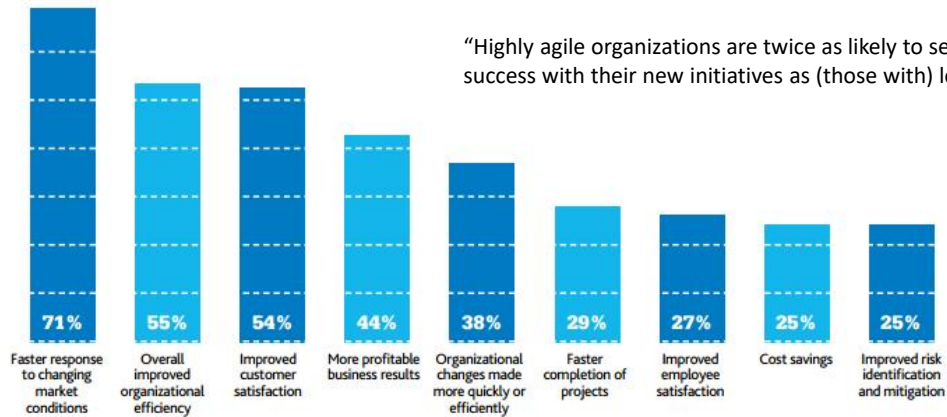 “Highly agile organizations are twice as likely to
success with their new initiatives as (those with)
71%
55%
54%
44%
38%
29%
27%
25%
25%
Faster response
to changing
market
conditions
Overall
improved
organizational
efficiency
Improved
customer
satisfaction
More profitable
business results
Organizational
changes made
more quickly or
efficiently
Faster
completion of
projects
Improved
employee
satisfaction
Cost savings
Improved risk
identification
and mitigation